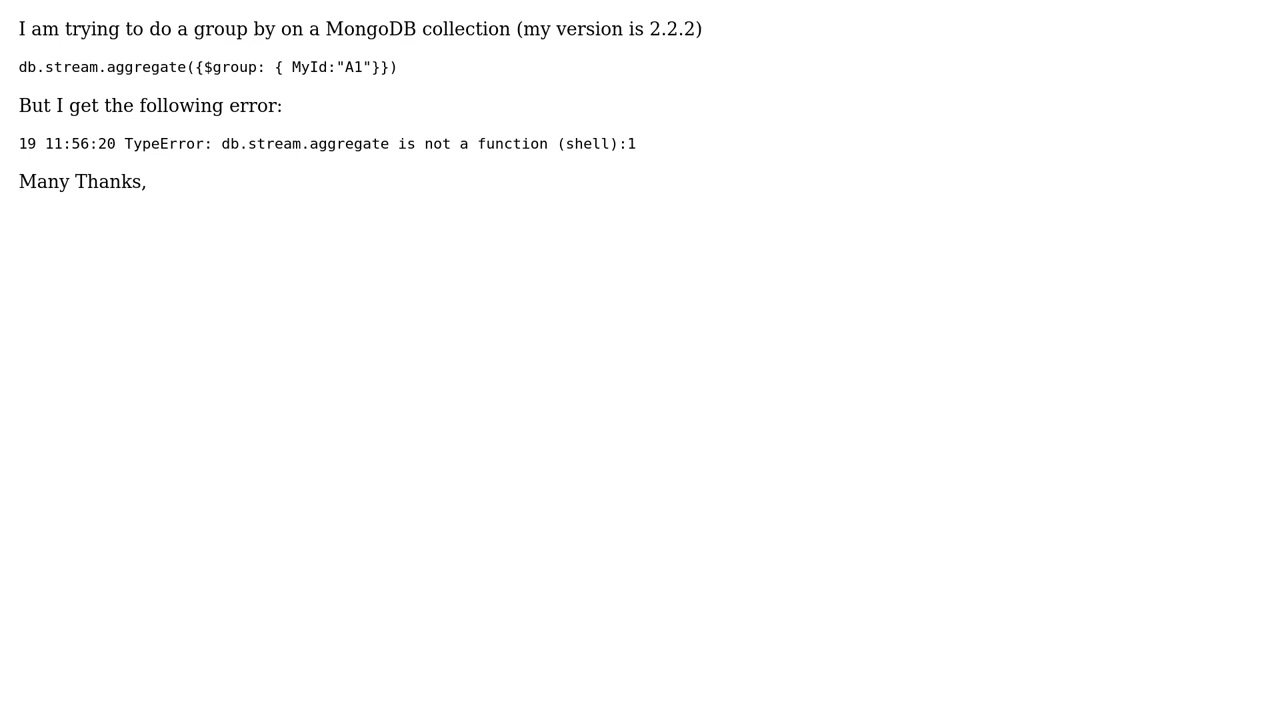 I am trying to do a group by on a MongoDB collection (my version is 2.2.2)
db.stream.aggregate({$group: { MyId:"A1"}})
But I get the following error:
19 11:56:20 TypeError: db.stream.aggregate is not a function (shell):1
Many Thanks,